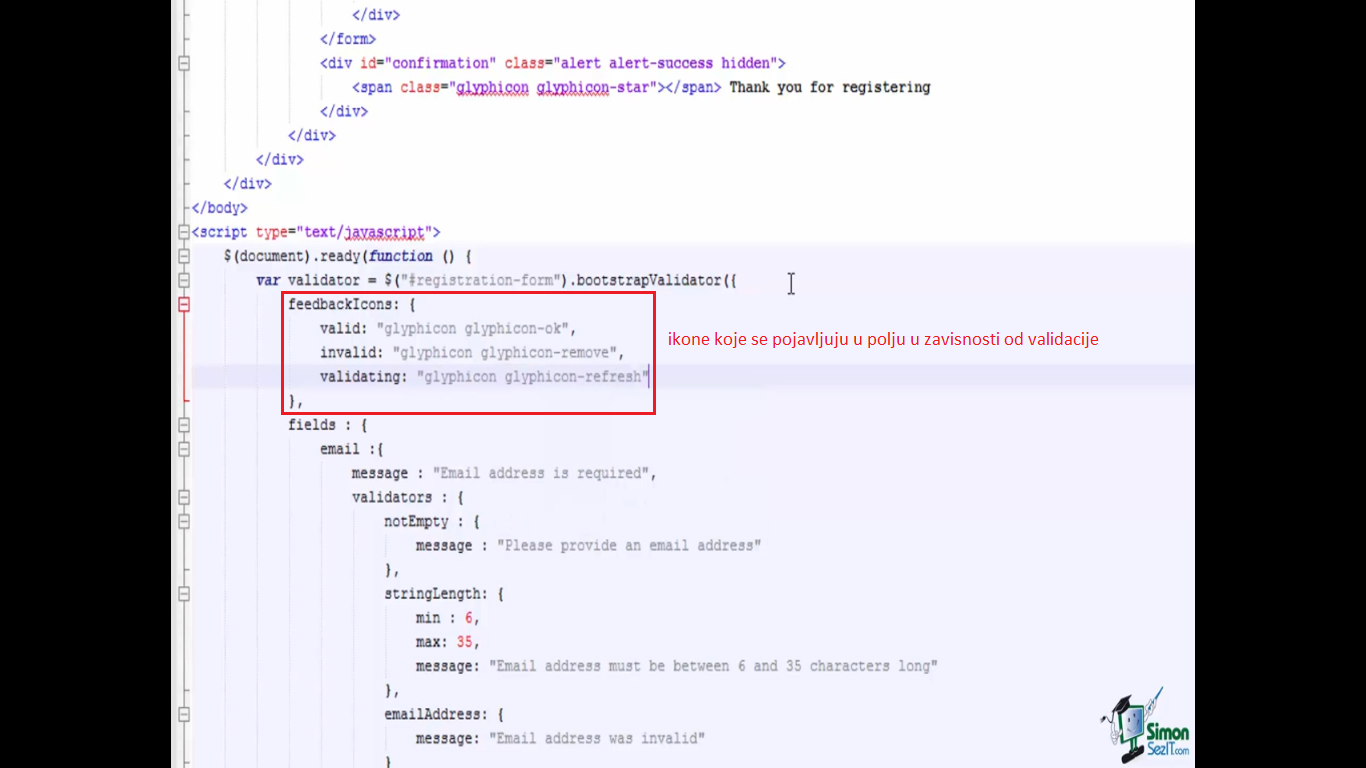 </div>
</form>
<div id="confirmation" class="alert alert-success hidden">
<span class="glyphicon glyphicon-star"></span> Thank you for registering
</div>
</div>
</div>
</div>
</body>
<script type="text/javascript">
$(document).ready(function () {
var validator = $("#registration-form").bootstrapValidator({
feedbackIcons: {
valid: "glyphicon glyphicon-ok",
invalid: "glyphicon glyphicon-remove",
ikone koje se pojavljuju u polju u zavisnosti od validacije
validating: "glyphicon glyphicon-refresh"
},
fields : {
email :{
message : "Email address is required",
validators : {
notEmpty : {
message : "Please provide an email address"
},
stringLength: {
min : 6,
max: 35,
message: "Email address must be between 6 and 35 characters long"
},
emailAddress: {
message: "Email address was invalid"
}
Simon
SezIT.com